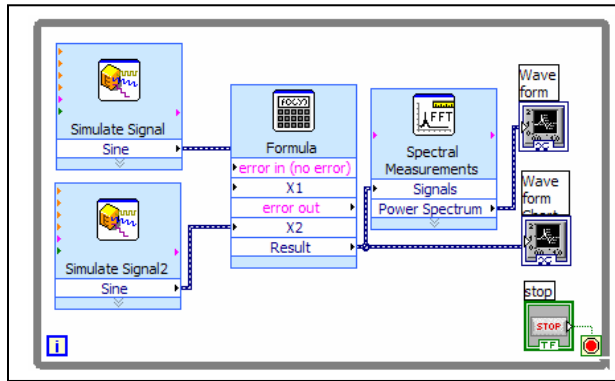 Simulate Signal
Sine
Simulate Signal2
Sine
f(x,y)
Formula
error in (no error)
X1
error out
X2
Result
FFT
Spectral
Measurements
Signals
Power Spectrum
Wave
form
Wave
form
stop
STOP
TF
i